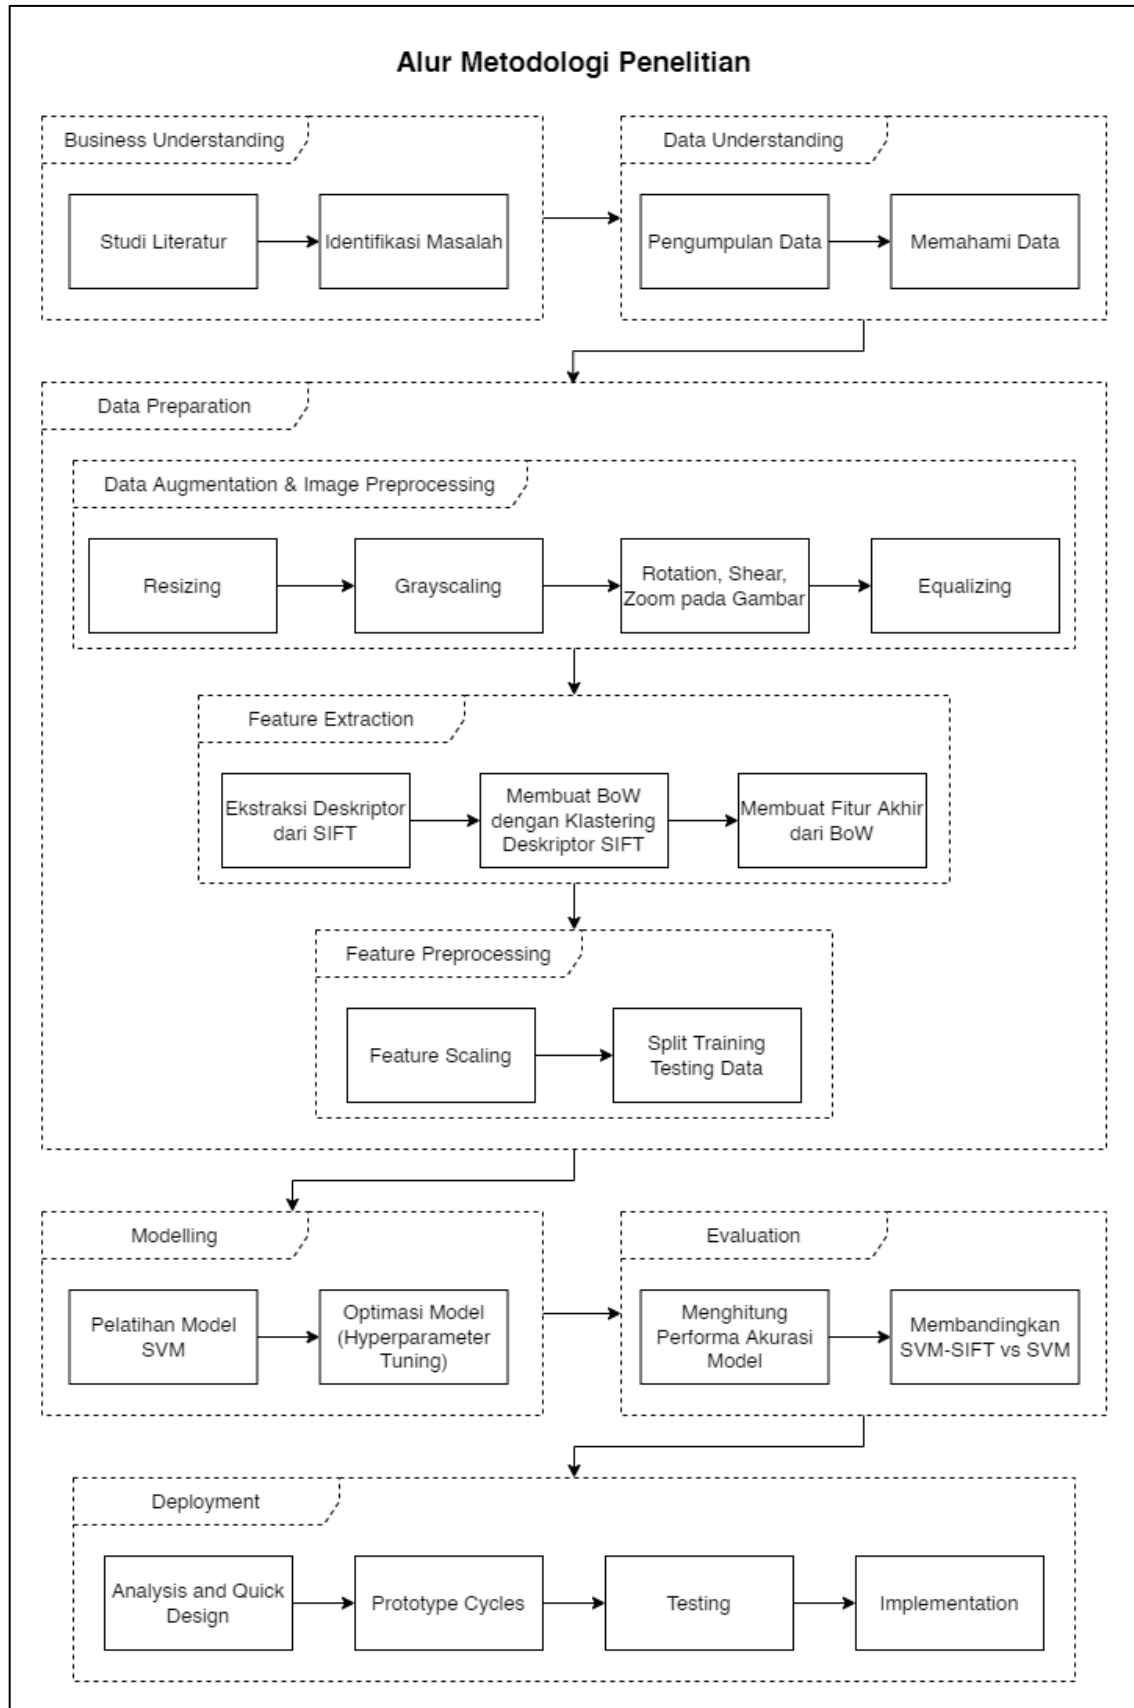 Alur Metodologi Penelitian
Business Understanding
Studi Literatur
Identifikasi Masalah
Data Understanding
Pengumpulan Data
Memahami Data
Data Preparation
Data Augmentation & Image Preprocessing
Resizing
Grayscaling
Rotation, Shear,
Zoom pada Gambar
Equalizing
Feature Extraction
Ekstraksi Deskriptor
dari SIFT
Membuat BoW
dengan Klastering
Deskriptor SIFT
Membuat Fitur Akhir
dari BoW
Feature Preprocessing
Feature Scaling
Split Training
Testing Data
Modelling
Pelatihan Model
SVM
Optimasi Model
(Hyperparameter
Tuning)
Evaluation
Menghitung
Performa Akurasi
Model
Membandingkan
SVM-SIFT vs SVM
Deployment
Analysis and Quick
Design
Prototype Cycles
Testing
Implementation